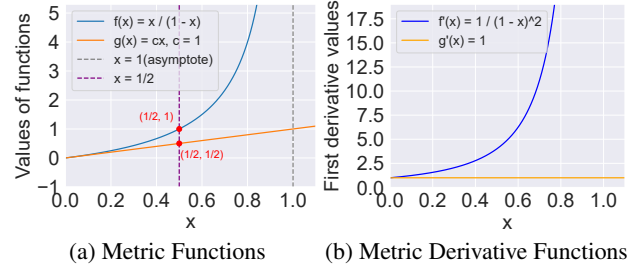 f(x) = x / (1 - x)
g(x) = cx, c = 1
x = 1(asymptote)
x = 1/2
(1/2, 1)
(1/2, 1/2)
Values of functions
5
4
3
2
1
0
−1
0.0 0.2 0.4 0.6 0.8 1.0
x
(a) Metric Functions
f'(x) = 1 / (1 - x)^2
g'(x) = 1
First derivative values
17.5
15.0
12.5
10.0
7.5
5.0
2.5
0.0
0.0 0.2 0.4 0.6 0.8 1.0
x
(b) Metric Derivative Functions